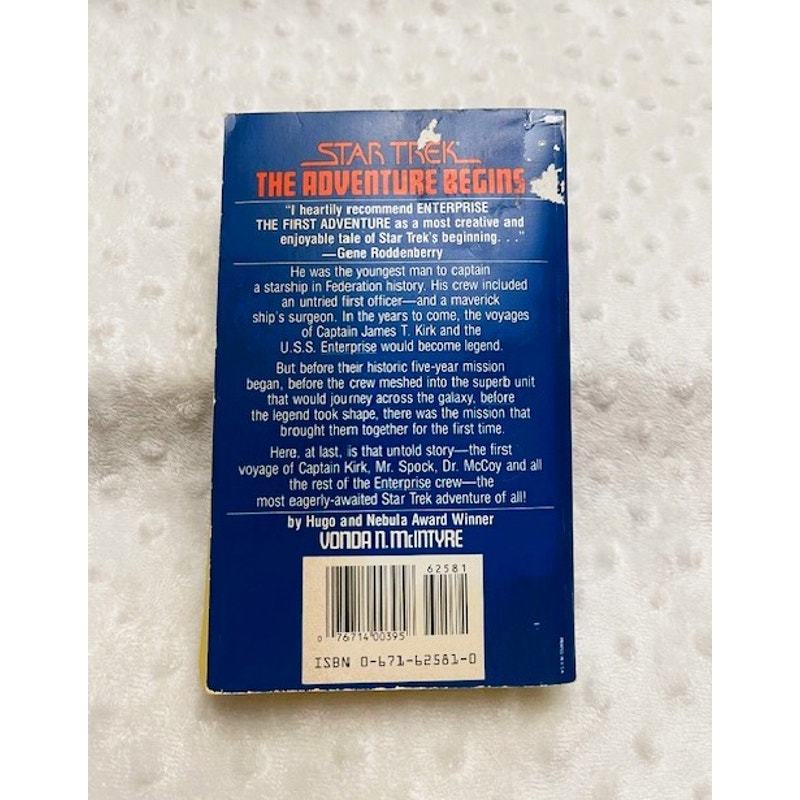 STAR TREK
THE ADVENTURE BEGINS
"I heartily recommend ENTERPRISE
THE FIRST ADVENTURE as a most creative and
enjoyable tale of Star Trek's beginning. . ."
—Gene Roddenberry
He was the youngest man to captain
a starship in Federation history. His crew included
an untried first officer—and a maverick
ship's surgeon. In the years to come, the voyages
of Captain James T. Kirk and the
U.S.S. Enterprise would become legend.
But before their historic five-year mission
began, before the crew meshed into the superb unit
that would journey across the galaxy, before
the legend took shape, there was the mission that
brought them together for the first time.
Here, at last, is that untold story—the first
voyage of Captain Kirk, Mr. Spock, Dr. McCoy and all
the rest of the Enterprise crew—the
most eagerly-awaited Star Trek adventure of all!
by Hugo and Nebula Award Winner
VONDA N. McINTYRE
62581
0 76714 00395
ISBN 0-671-62581-0